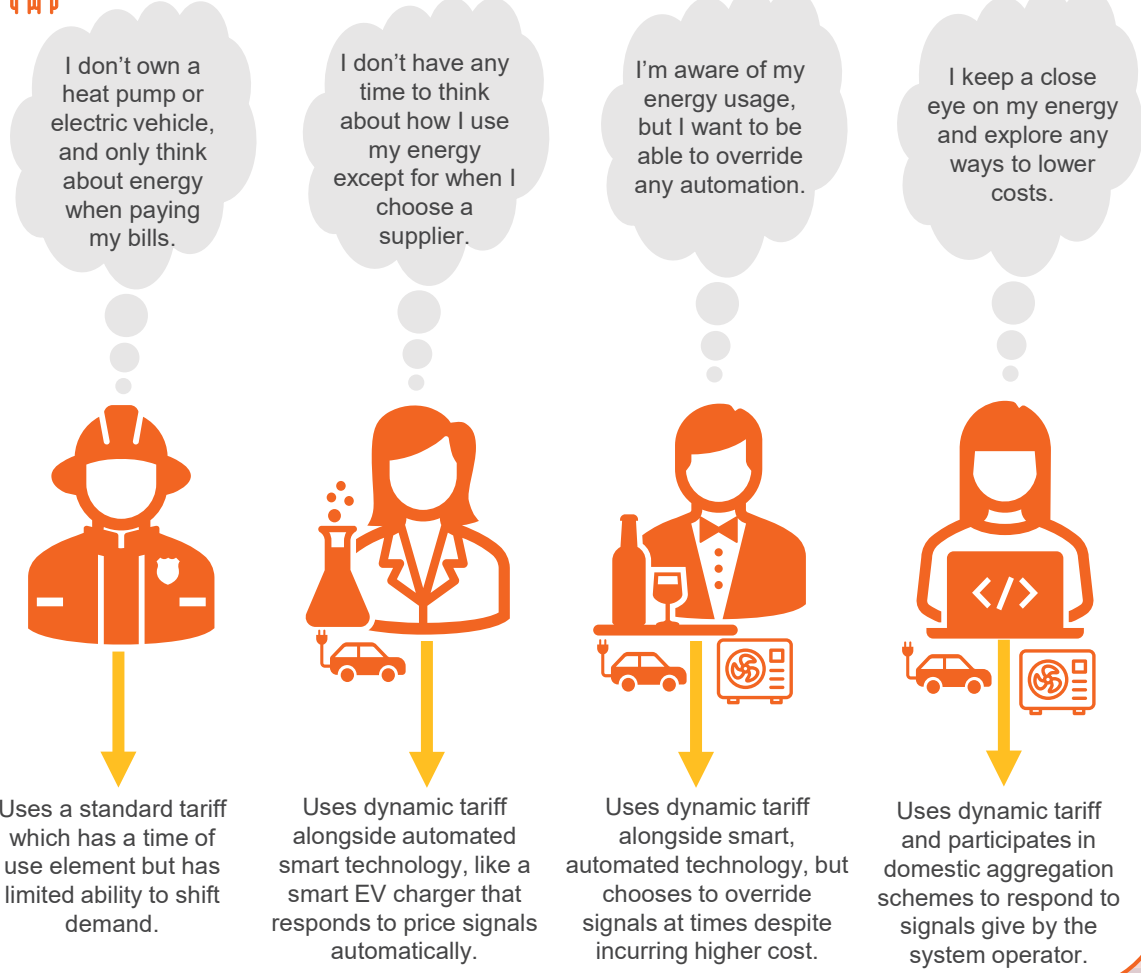 I don't own a
heat pump or
electric vehicle,
and only think
about energy
when paying
my bills.
I don't have any
time to think
about how I use
my energy
except for when I
choose a
supplier.
I'm aware of my
energy usage,
but I want to be
able to override
any automation.
I keep a close
eye on my energy
and explore any
ways to lower
costs.
</>
Uses a standard tariff
which has a time of
use element but has
limited ability to shift
demand.
Uses dynamic tariff
alongside automated
smart technology, like a
smart EV charger that
responds to price signals
automatically.
Uses dynamic tariff
alongside smart,
automated technology, but
chooses to override
signals at times despite
incurring higher cost.
Uses dynamic tariff
and participates in
domestic aggregation
schemes to respond to
signals give by the
system operator.